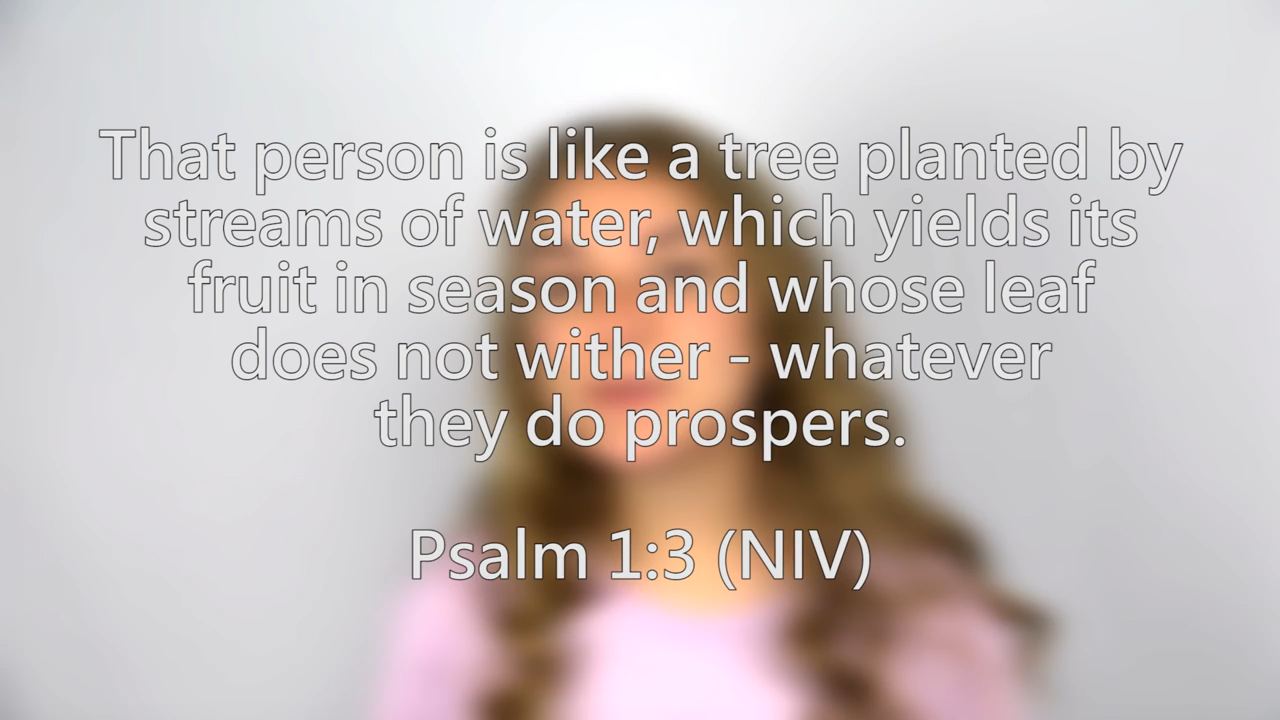 That person is like a tree planted by
streams of water, which yields its
fruit in season and whose leaf
does not wither - whatever
they do prospers.
Psalm 1:3 (NIV)